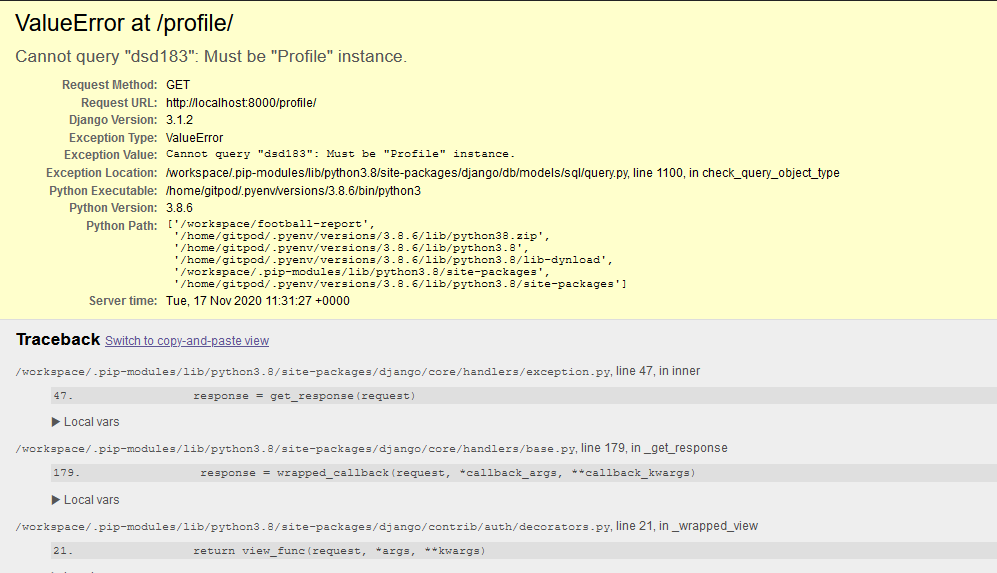 ValueError at /profile/
Cannot query "dsd183": Must be "Profile" instance.
Request Method: GET
Request URL: http://localhost:8000/profile/
Django Version: 3.1.2
Exception Type: ValueError
Exception Value: Cannot query "dsd183": Must be "Profile" instance.
Exception Location: /workspace/.pip-modules/lib/python3.8/site-packages/django/db/models/sql/query.py, line 1100, in check_query_object_type
Python Executable: /home/gitpod/.pyenv/versions/3.8.6/bin/python3
Python Version: 3.8.6
Python Path: ['/workspace/football-report',
'/home/gitpod/.pyenv/versions/3.8.6/lib/python38.zip',
'/home/gitpod/.pyenv/versions/3.8.6/lib/python3.8',
'/home/gitpod/.pyenv/versions/3.8.6/lib/python3.8/lib-dynload',
'/workspace/.pip-modules/lib/python3.8/site-packages',
'/home/gitpod/.pyenv/versions/3.8.6/lib/python3.8/site-packages']
Server time: Tue, 17 Nov 2020 11:31:27 +0000
Traceback Switch to copy-and-paste view
/workspace/.pip-modules/lib/python3.8/site-packages/django/core/handlers/exception.py, line 47, in inner
47. response = get_response(request)
▶ Local vars
/workspace/.pip-modules/lib/python3.8/site-packages/django/core/handlers/base.py, line 179, in _get_response
179. response = wrapped_callback(request, *callback_args, **callback_kwargs)
▶ Local vars
/workspace/.pip-modules/lib/python3.8/site-packages/django/contrib/auth/decorators.py, line 21, in _wrapped_view
21. return view_func(request, *args, **kwargs)